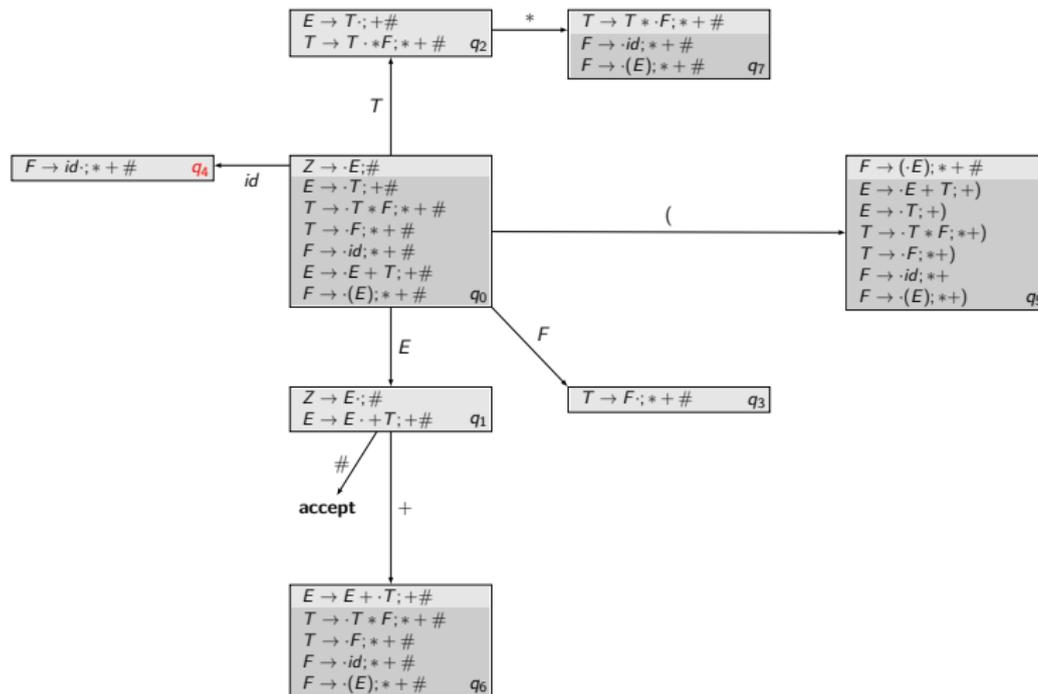 E → T·; +#
T → T · *F; * + # q2
*
T → T * ·F; * + #
F → ·id; * + #
F → ·(E); * + # q7
T
F → id·; * + # q4
id
Z → ·E; #
E → ·T; +#
T → ·T * F; * + #
T → ·F; * + #
F → ·id; * + #
E → ·E + T; +#
F → ·(E); * + # q0
(
F → (·E); * + #
E → ·E + T; +)
E → ·T; +)
T → ·T * F; *+)
T → ·F; *+)
F → ·id; *+
F → ·(E); *+)
F
E
Z → E·; #
E → E · +T; +# q1
T → F·; * + # q3
#
accept
+
E → E + ·T; +#
T → ·T * F; * + #
T → ·F; * + #
F → ·id; * + #
F → ·(E); * + # q6